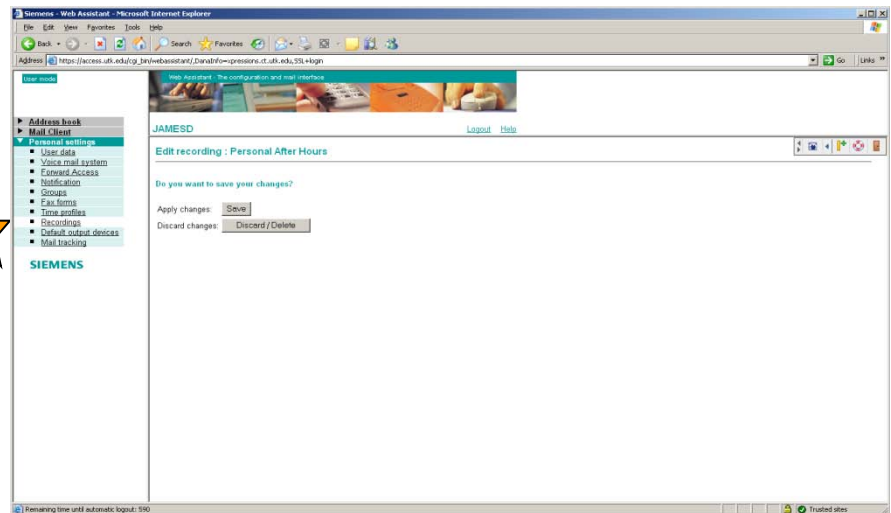 Siemens - Web Assistant - Microsoft Internet Explorer
File Edit View Favorites Tools Help
Back Search Favorites
Address https://access.utk.edu/cgi_bin/webassistant/,DanaInfo=xpressions.ct.utk.edu,SSL+login Go Links »
User mode
Web Assistant - The configuration and mail interface
Address book
Mail Client
Personal settings
User data
Voice mail system
Forward Access
Notification
Groups
Fax forms
Time profiles
Recordings
Default output devices
Mail tracking
SIEMENS
JAMESD Logout Help
Edit recording : Personal After Hours
Do you want to save your changes?
Apply changes: Save
Discard changes: Discard / Delete
Remaining time until automatic logout: 590 Trusted sites